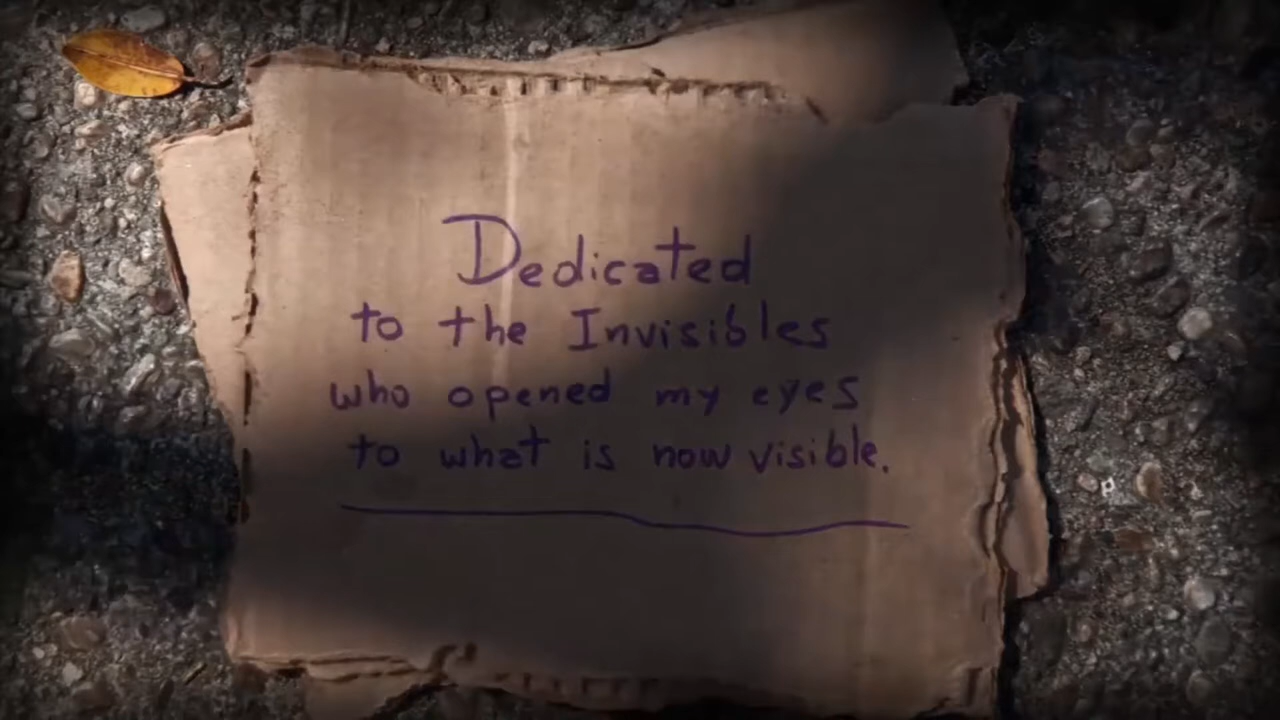 Dedicated
to the Invisibles
who opened my eyes
to what is now visible.